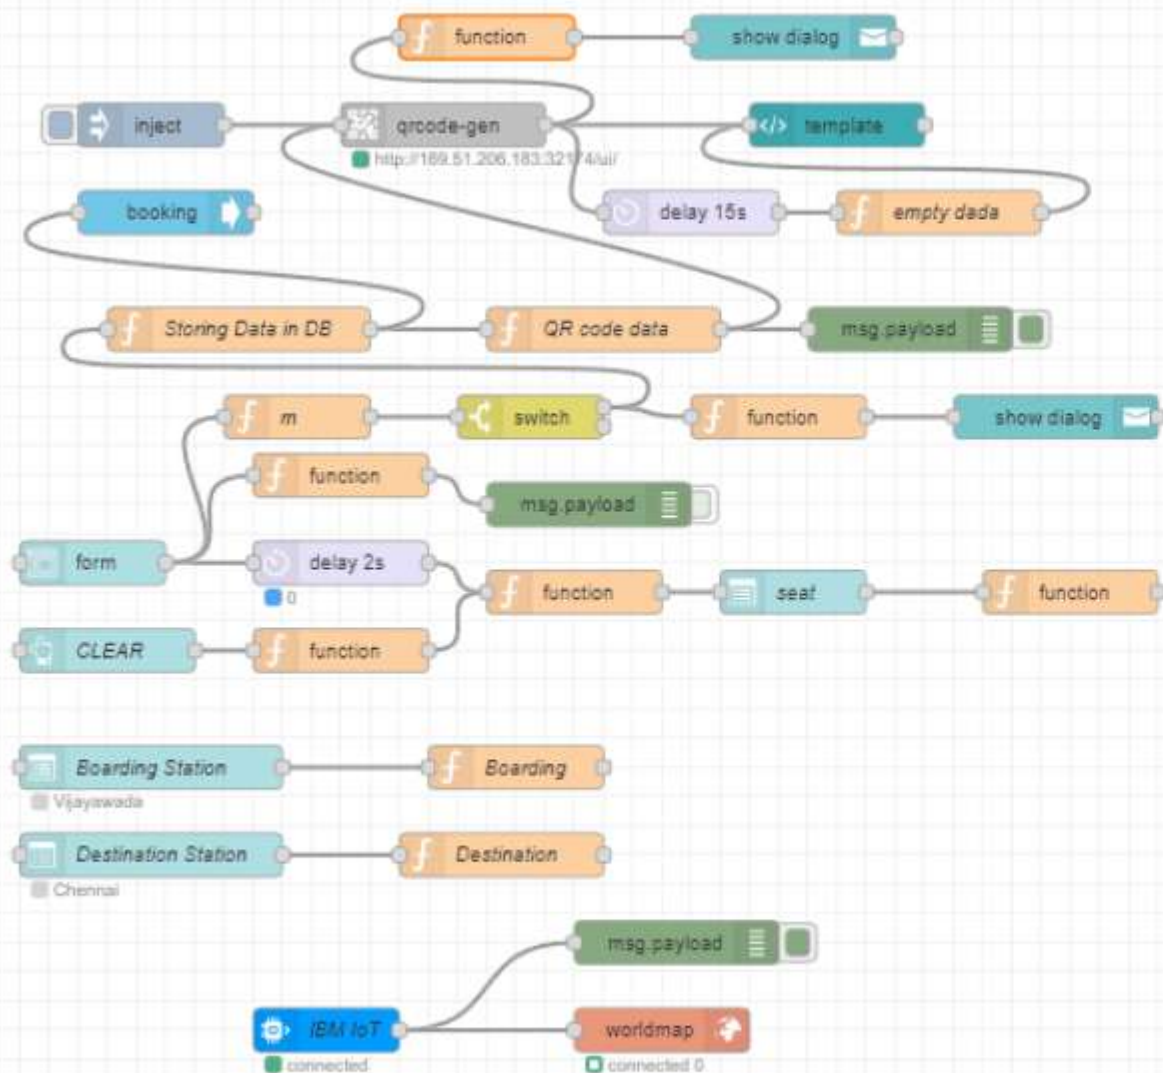 function
show dialog
inject
qrcode-gen
template
http://169.51.206.183:32174/ui/
booking
delay 15s
empty dada
Storing Data in DB
QR code data
msg.payload
m
switch
function
show dialog
function
msg.payload
form
delay 2s
0
function
seat
function
CLEAR
function
Boarding Station
Boarding
Vijayawada
Destination Station
Destination
Chennai
msg.payload
IBM IoT
worldmap
connected
connected 0